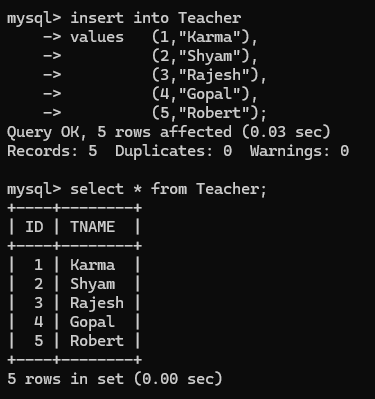 mysql> insert into Teacher
    -> values   (1,"Karma"),
    ->          (2,"Shyam"),
    ->          (3,"Rajesh"),
    ->          (4,"Gopal"),
    ->          (5,"Robert");
Query OK, 5 rows affected (0.03 sec)
Records: 5  Duplicates: 0  Warnings: 0

mysql> select * from Teacher;
+----+--------+
| ID | TNAME  |
+----+--------+
|  1 | Karma  |
|  2 | Shyam  |
|  3 | Rajesh |
|  4 | Gopal  |
|  5 | Robert |
+----+--------+
5 rows in set (0.00 sec)